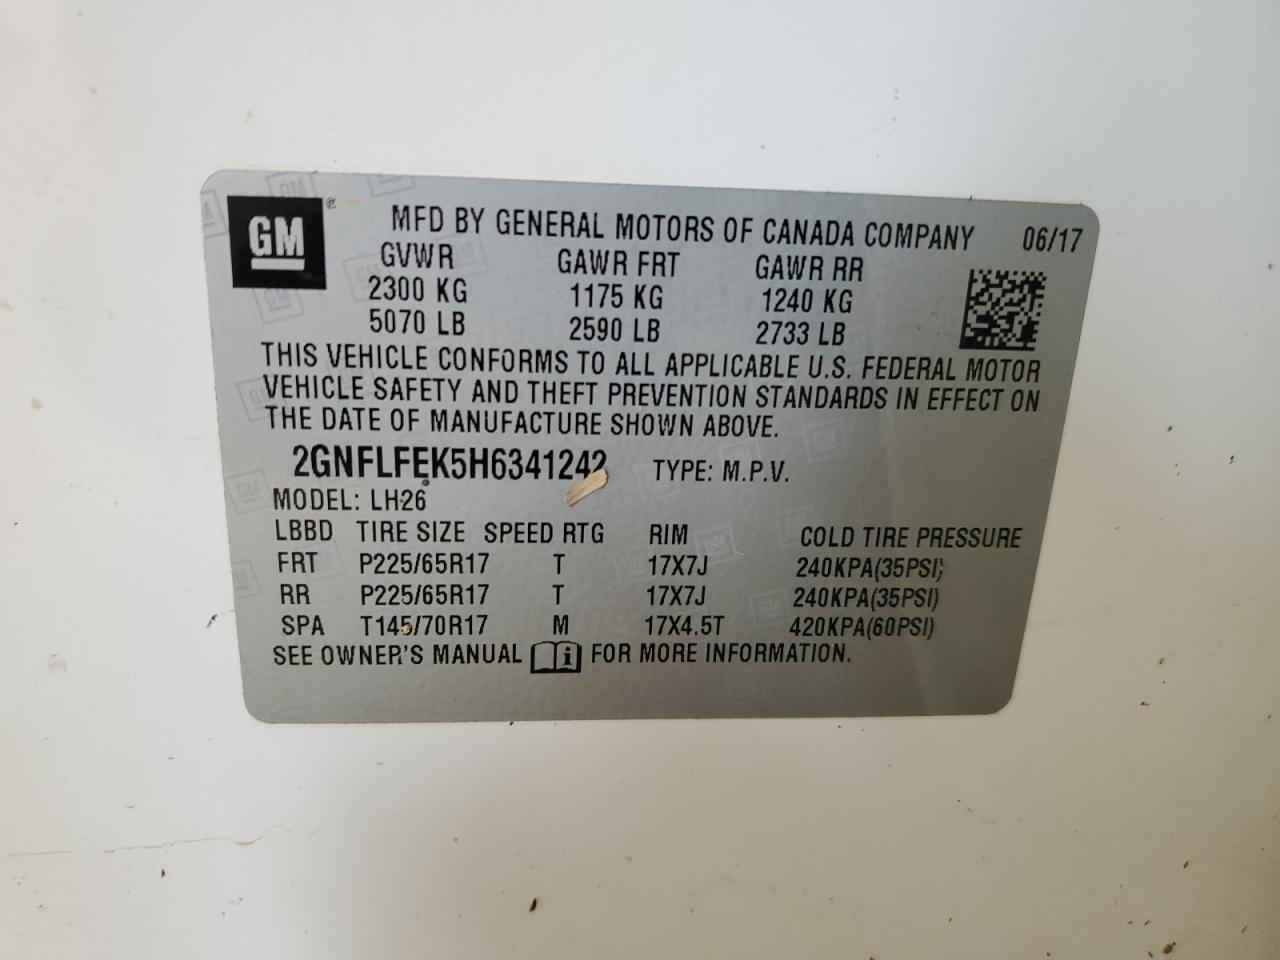 GM
MFD BY GENERAL MOTORS OF CANADA COMPANY 06/17
GVWR GAWR FRT GAWR RR
2300 KG 1175 KG 1240 KG
5070 LB 2590 LB 2733 LB
THIS VEHICLE CONFORMS TO ALL APPLICABLE U.S. FEDERAL MOTOR
VEHICLE SAFETY AND THEFT PREVENTION STANDARDS IN EFFECT ON
THE DATE OF MANUFACTURE SHOWN ABOVE.
2GNFLFEK5H6341242 TYPE: M.P.V.
MODEL: LH26
LBBD TIRE SIZE SPEED RTG RIM COLD TIRE PRESSURE
FRT P225/65R17 T 17X7J 240KPA(35PSI)
RR P225/65R17 T 17X7J 240KPA(35PSI)
SPA T145/70R17 M 17X4.5T 420KPA(60PSI)
SEE OWNER'S MANUAL i FOR MORE INFORMATION.